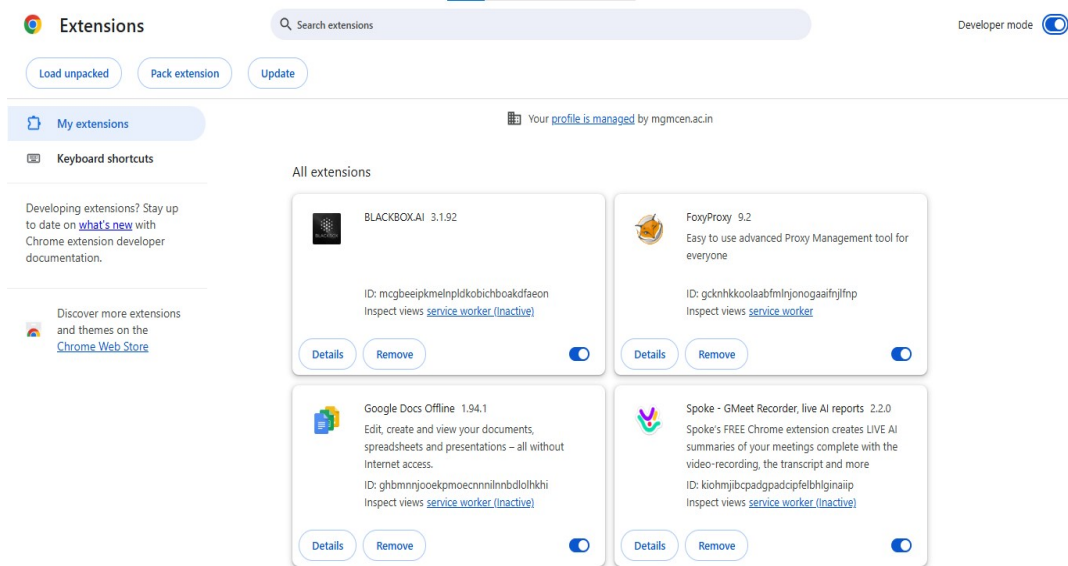 Extensions
Search extensions
Developer mode
Load unpacked
Pack extension
Update
My extensions
Keyboard shortcuts
Developing extensions? Stay up
to date on what's new with
Chrome extension developer
documentation.
Discover more extensions
and themes on the
Chrome Web Store
Your profile is managed by mgmcen.ac.in
All extensions
BLACKBOX.AI 3.1.92
ID: mcgbeeipkmelnpldkobichboakdfaeon
Inspect views service worker (Inactive)
Details
Remove
FoxyProxy 9.2
Easy to use advanced Proxy Management tool for
everyone
ID: gcknhkkoolaabfmlnjonogaaifnjlfnp
Inspect views service worker
Details
Remove
Google Docs Offline 1.94.1
Edit, create and view your documents,
spreadsheets and presentations – all without
Internet access.
ID: ghbmnnjooekpmoecnnnilnnbdlolhkhi
Inspect views service worker (Inactive)
Details
Remove
Spoke - GMeet Recorder, live AI reports 2.2.0
Spoke's FREE Chrome extension creates LIVE AI
summaries of your meetings complete with the
video-recording, the transcript and more
ID: kiohmjibcpadgpadcipfelbhlginaiip
Inspect views service worker (Inactive)
Details
Remove